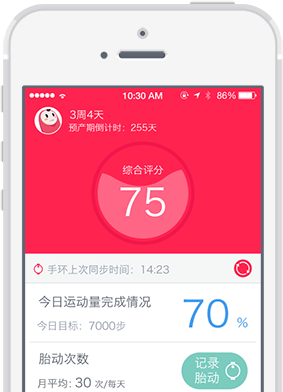 10:30 AM 86%
3周4天
预产期倒计时：255天
综合评分
75
手环上次同步时间：14:23
今日运动量完成情况
今日目标：7000步
70 %
胎动次数
月平均：30 次/每天
记录
胎动